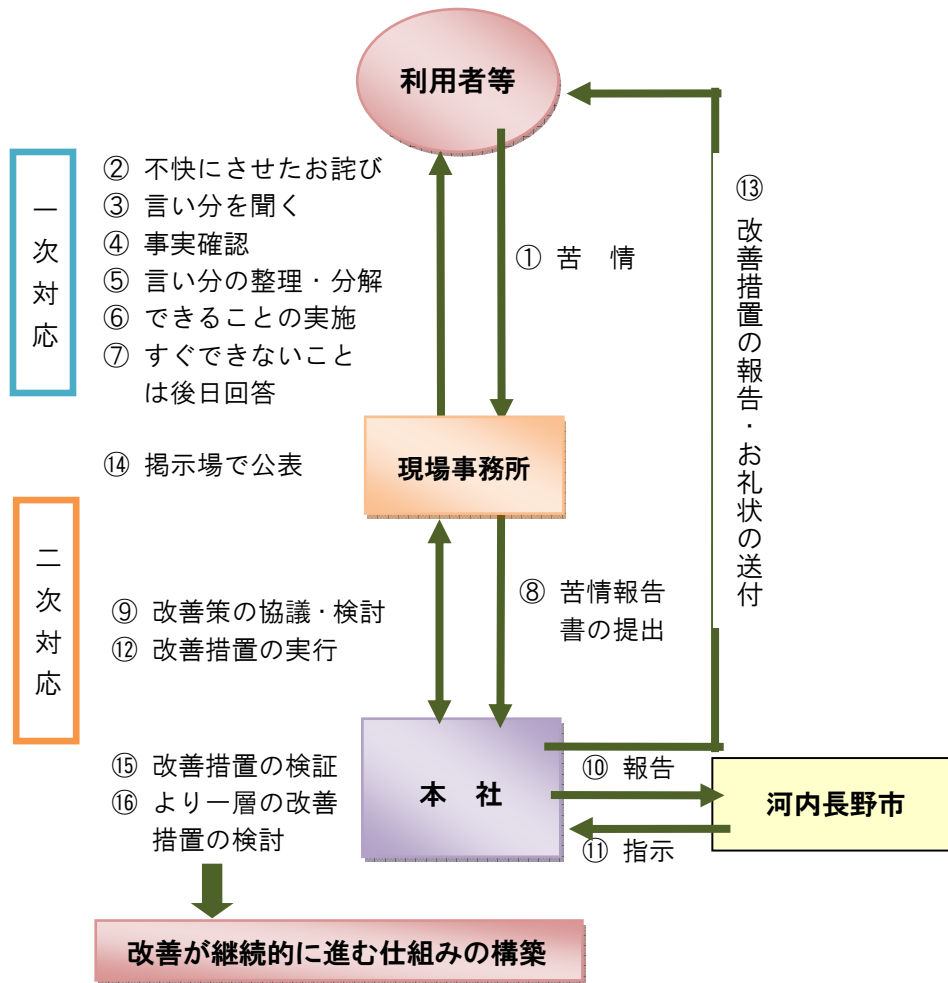 利用者等
一次対応
② 不快にさせたお詫び
③ 言い分を聞く
④ 事実確認
⑤ 言い分の整理・分解
⑥ できることの実施
⑦ すぐできないこと
は後日回答
① 苦　情
⑬ 改善措置の報告・お礼状の送付
⑭ 掲示場で公表
現場事務所
二次対応
⑨ 改善策の協議・検討
⑫ 改善措置の実行
⑧ 苦情報告
書の提出
⑮ 改善措置の検証
⑯ より一層の改善
措置の検討
本　社
⑩ 報告
⑪ 指示
河内長野市
改善が継続的に進む仕組みの構築